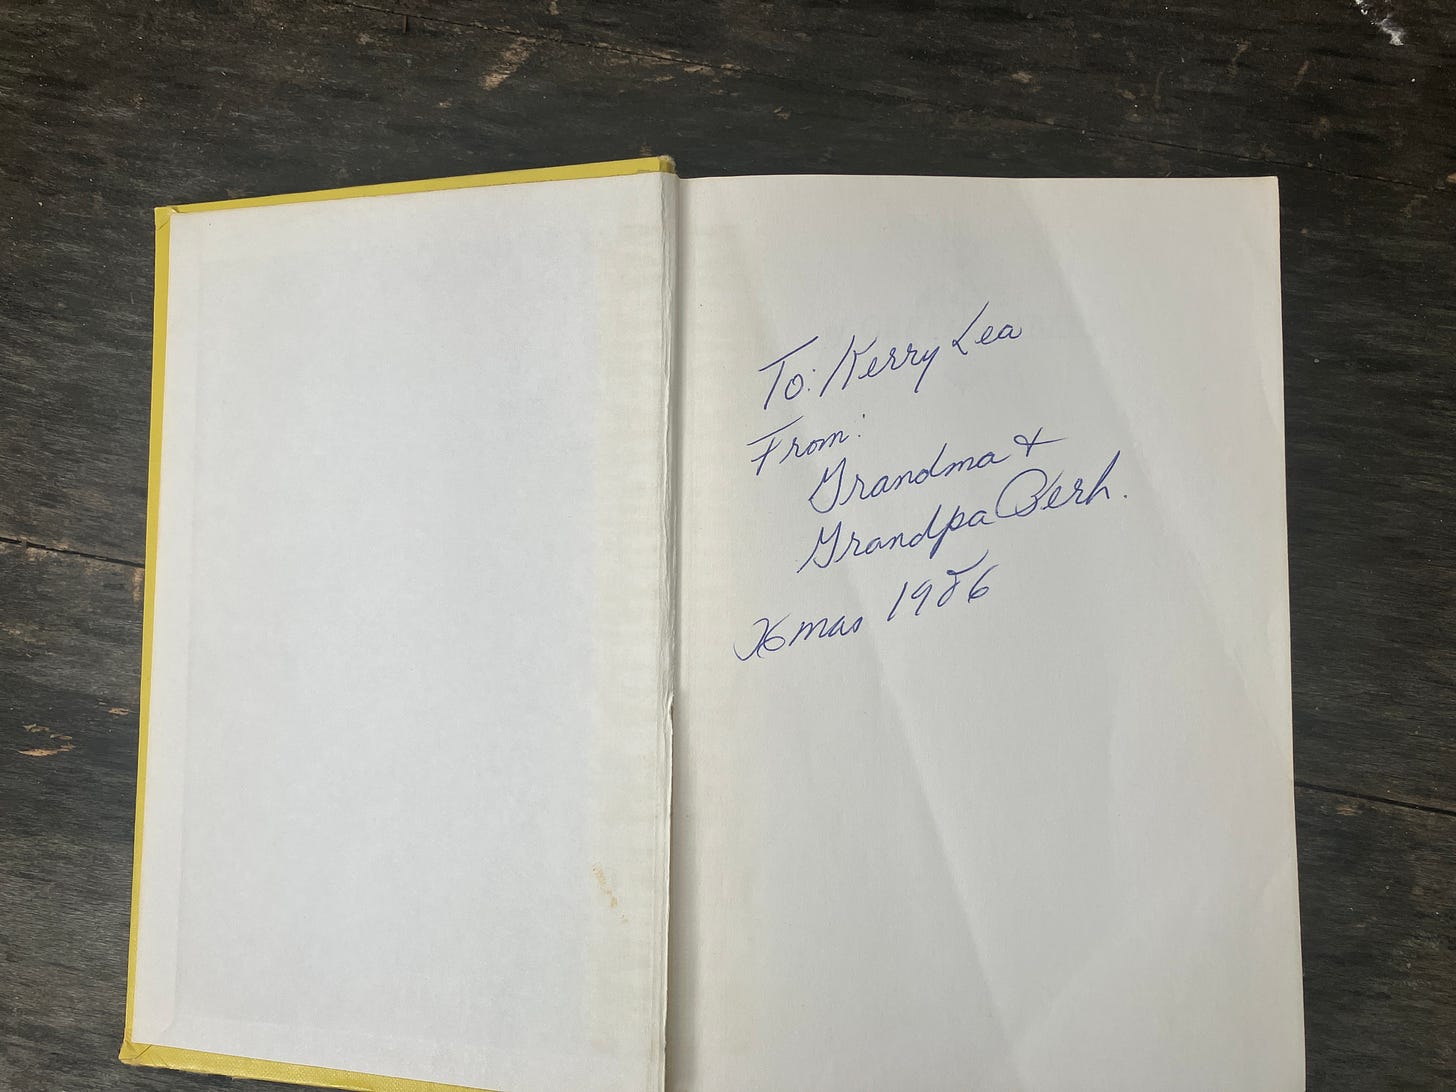 To: Kerry Lea
From:
Grandma &
Grandpa
Xmas 1986